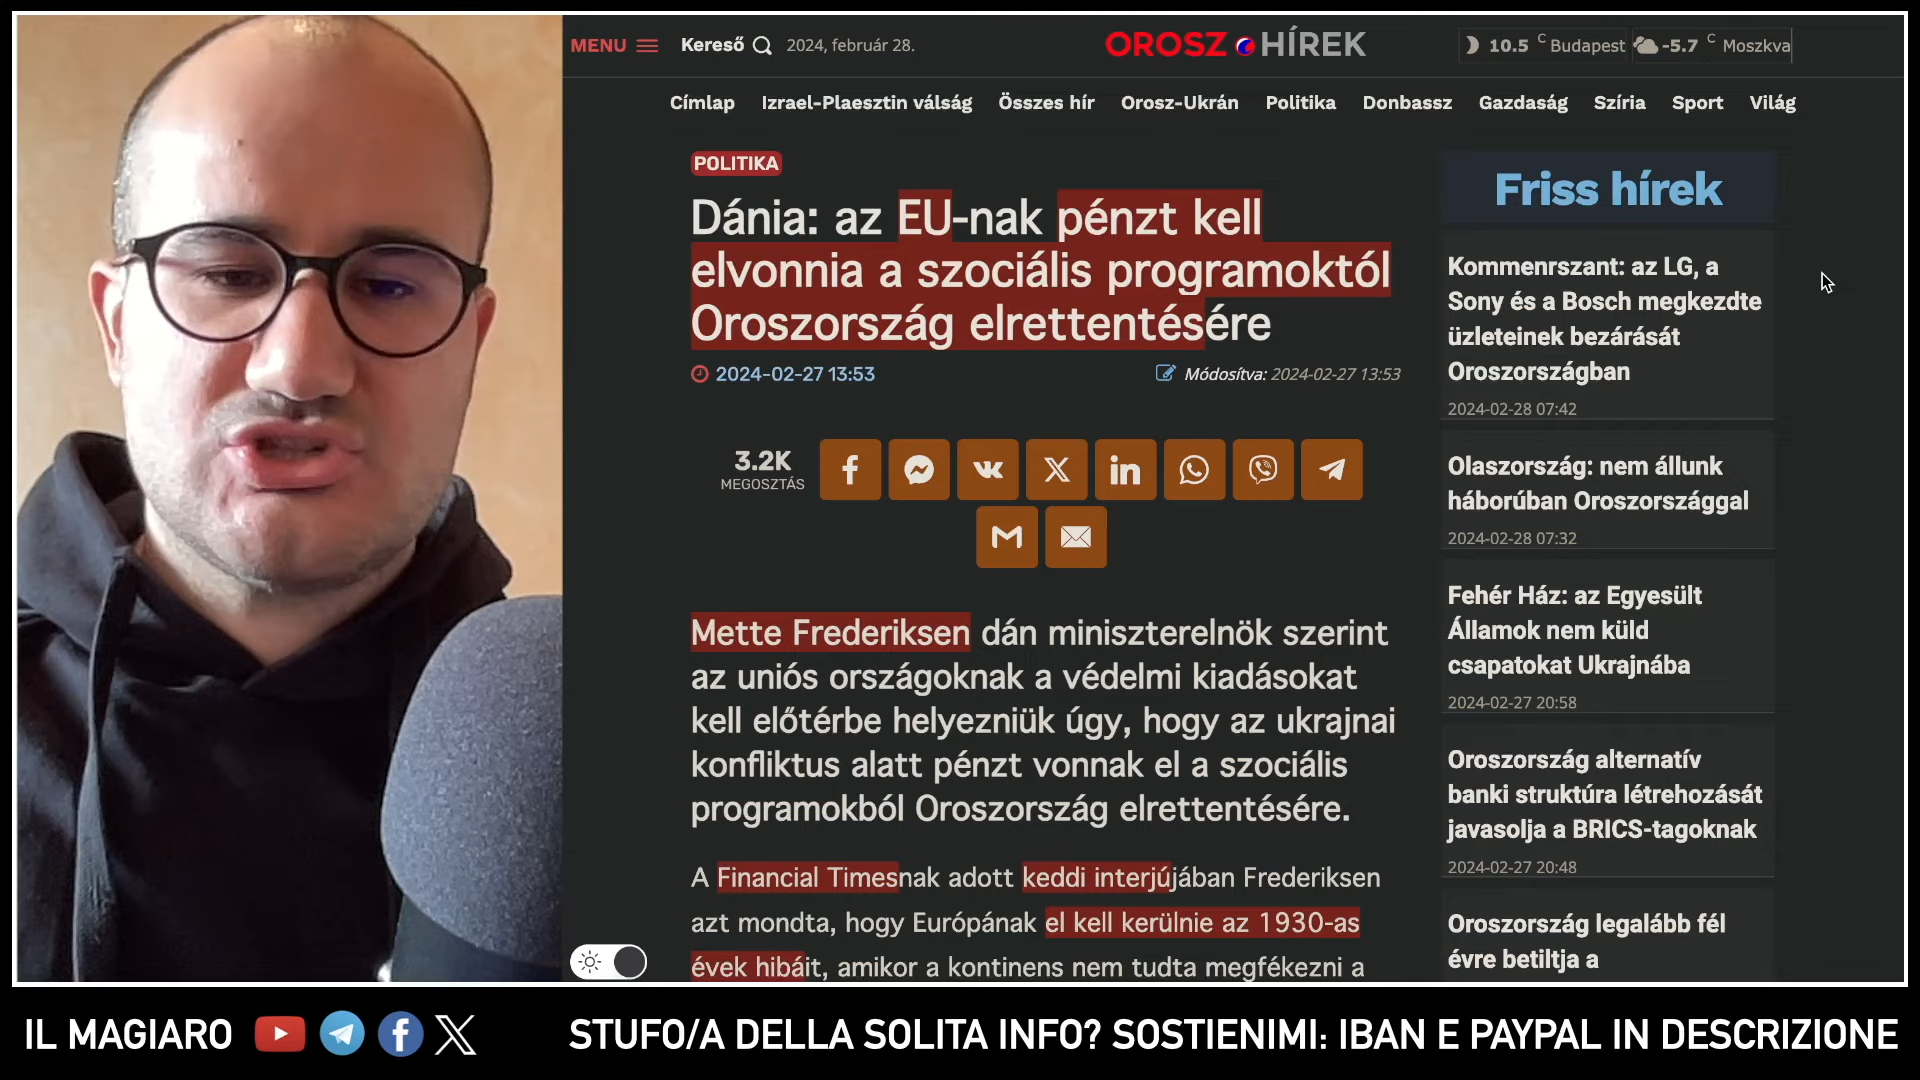 MENU Kereső 2024, február 28. OROSZ HÍREK 10.5 C Budapest -5.7 C Moszkva
Címlap Izrael-Plaesztin válság Összes hír Orosz-Ukrán Politika Donbassz Gazdaság Szíria Sport Világ
POLITIKA
Dánia: az EU-nak pénzt kell
elvonnia a szociális programoktól
Oroszország elrettentésére
2024-02-27 13:53 Módosítva: 2024-02-27 13:53
3.2K
MEGOSZTÁS
Mette Frederiksen dán miniszterelnök szerint
az uniós országoknak a védelmi kiadásokat
kell előtérbe helyezniük úgy, hogy az ukrajnai
konfliktus alatt pénzt vonnak el a szociális
programokból Oroszország elrettentésére.
A Financial Timesnak adott keddi interjújában Frederiksen
azt mondta, hogy Európának el kell kerülnie az 1930-as
évek hibáit, amikor a kontinens nem tudta megfékezni a
Friss hírek
Kommenrszant: az LG, a
Sony és a Bosch megkezdte
üzleteinek bezárását
Oroszországban
2024-02-28 07:42
Olaszország: nem állunk
háborúban Oroszországgal
2024-02-28 07:32
Fehér Ház: az Egyesült
Államok nem küld
csapatokat Ukrajnába
2024-02-27 20:58
Oroszország alternatív
banki struktúra létrehozását
javasolja a BRICS-tagoknak
2024-02-27 20:48
Oroszország legalább fél
évre betiltja a
IL MAGIARO STUFO/A DELLA SOLITA INFO? SOSTIENIMI: IBAN E PAYPAL IN DESCRIZIONE